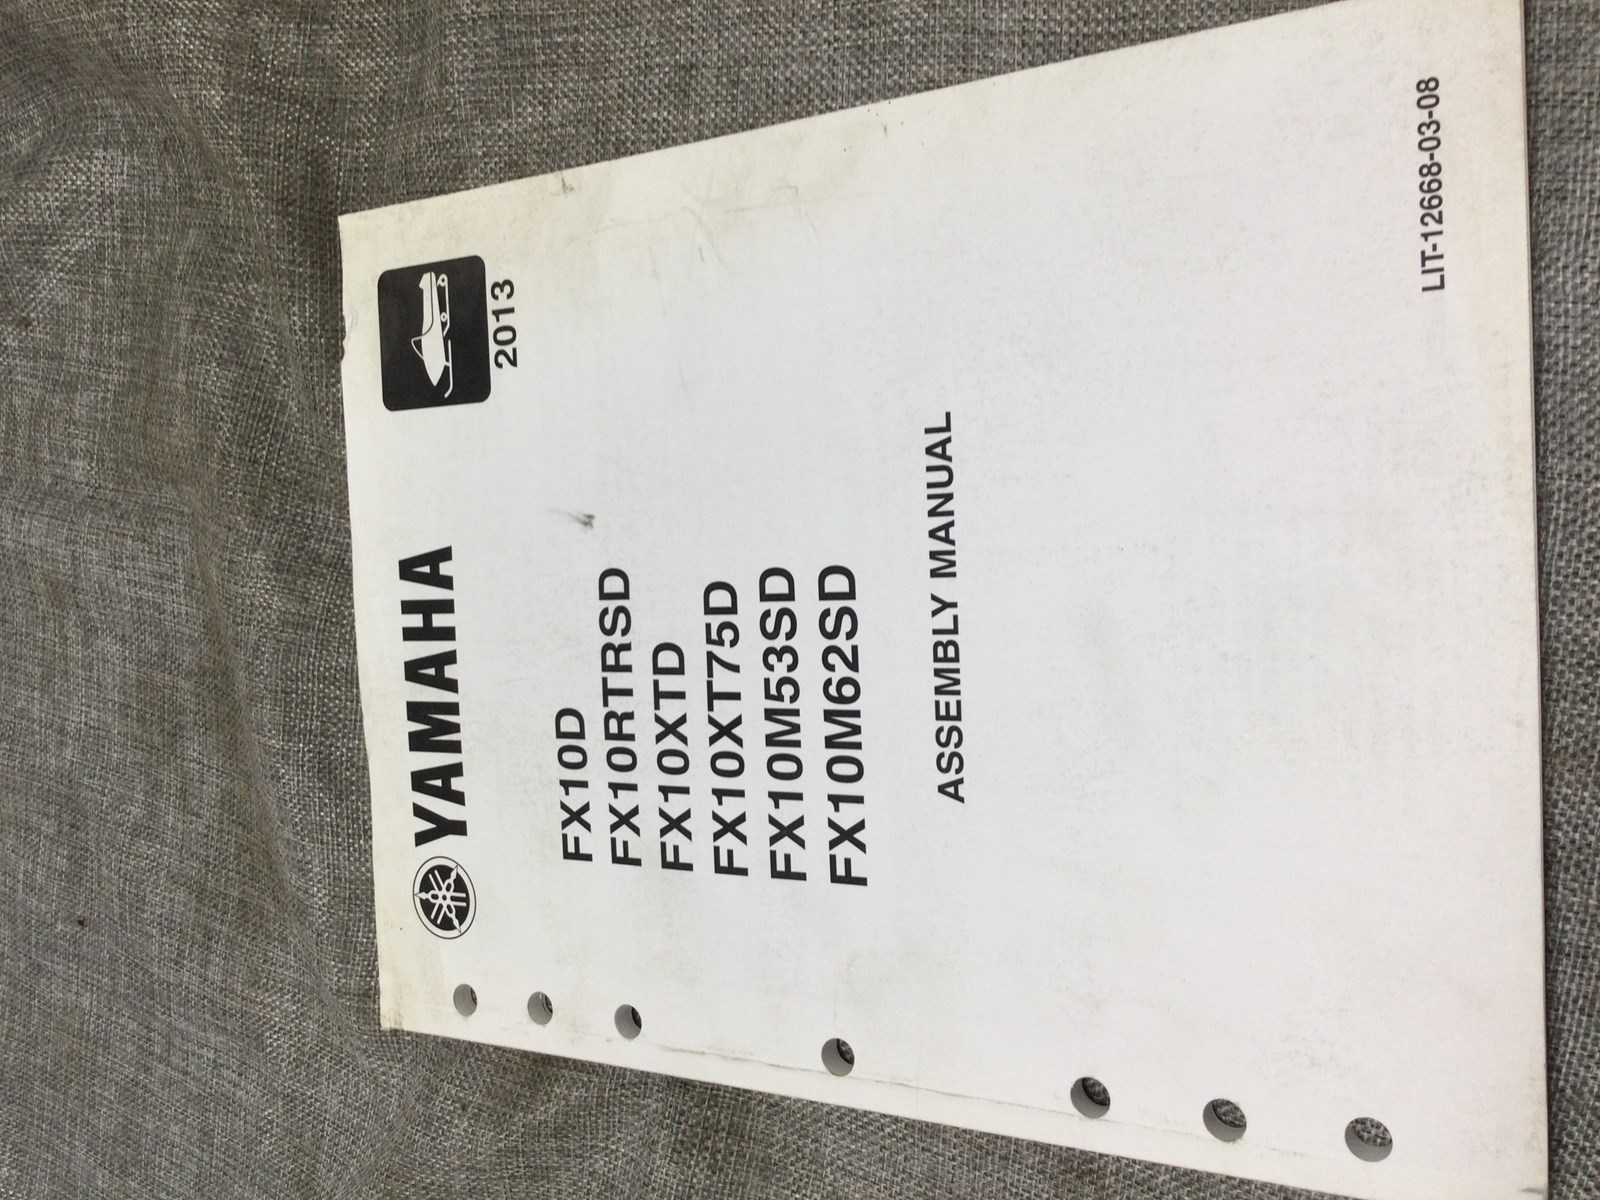 YAMAHA
2013
FX10D
FX10RTRSD
FX10XTD
FX10XT75D
FX10M53SD
FX10M62SD
ASSEMBLY MANUAL
LIT-12668-03-08